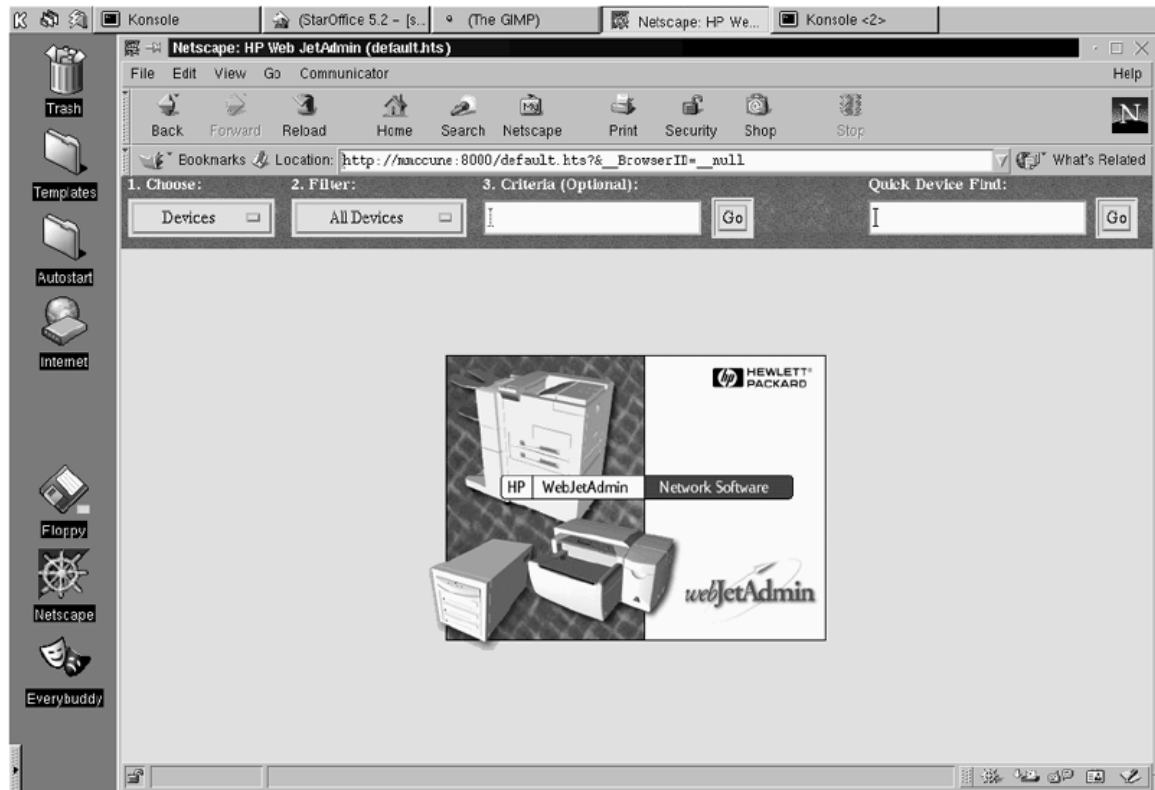 Konsole
(StarOffice 5.2 - [s..
(The GIMP)
Netscape: HP We...
Konsole <2>
Netscape: HP Web JetAdmin (default.hts)
File Edit View Go Communicator Help
Back Forward Reload Home Search Netscape Print Security Shop Stop
N
Bookmarks Location: http://mmccune:8000/default.hts?&__BrowserID=__null What's Related
1. Choose: 2. Filter: 3. Criteria (Optional): Quick Device Find:
Devices All Devices Go Go
Trash
Templates
Autostart
Internet
Floppy
Netscape
Everybuddy
hp HEWLETT®
PACKARD
HP WebJetAdmin Network Software
webJetAdmin